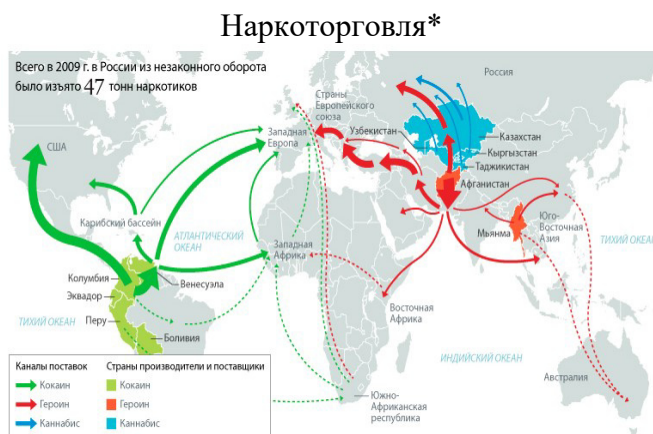 Наркоторговля*
Всего в 2009 г. в России из незаконного оборота
было изъято 47 тонн наркотиков
Россия
Страны
Европейского
союза
США
Западная
Европа
Узбекистан
Казахстан
Кыргызстан
Таджикистан
Афганистан
Карибский бассейн
АТЛАНТИЧЕСКИЙ
ОКЕАН
Западная
Африка
Мьянма
Юго-
Восточная
Азия
ТИХИЙ ОКЕАН
Колумбия
Венесуэла
Эквадор
ТИХИЙ ОКЕАН
Перу
Боливия
Восточная
Африка
ИНДИЙСКИЙ ОКЕАН
Австралия
Южно-
Африканская
республика
Каналы поставок
Кокаин
Героин
Каннабис
Страны производители и поставщики
Кокаин
Героин
Каннабис